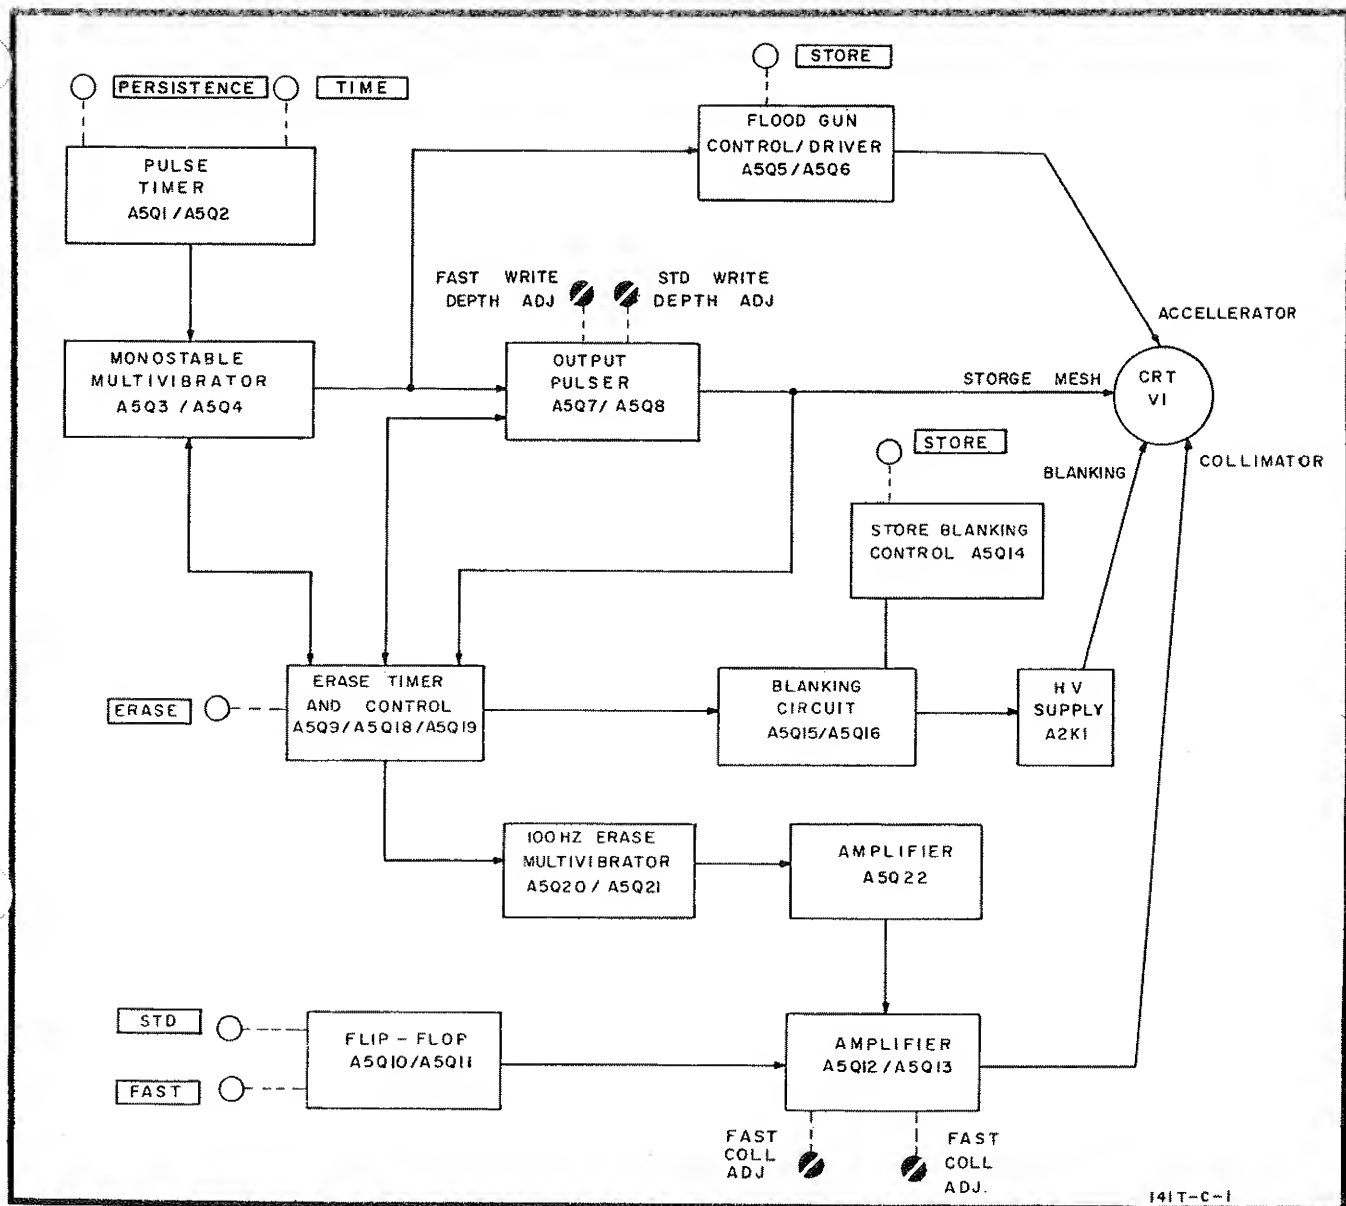 STORE
PERSISTENCE
TIME
FLOOD GUN
CONTROL/DRIVER
A5Q5/A5Q6
PULSE
TIMER
A5Q1/A5Q2
FAST WRITE
DEPTH ADJ
STD WRITE
DEPTH ADJ
ACCELLERATOR
MONOSTABLE
MULTIVIBRATOR
A5Q3/A5Q4
OUTPUT
PULSER
A5Q7/A5Q8
STORGE MESH
CRT
V1
STORE
BLANKING
COLLIMATOR
STORE BLANKING
CONTROL A5Q14
ERASE
ERASE TIMER
AND CONTROL
A5Q9/A5Q18/A5Q19
BLANKING
CIRCUIT
A5Q15/A5Q16
HV
SUPPLY
A2K1
100HZ ERASE
MULTIVIBRATOR
A5Q20/A5Q21
AMPLIFIER
A5Q22
STD
FAST
FLIP-FLOP
A5Q10/A5Q11
AMPLIFIER
A5Q12/A5Q13
FAST
COLL
ADJ
FAST
COLL
ADJ.
141T-C-1